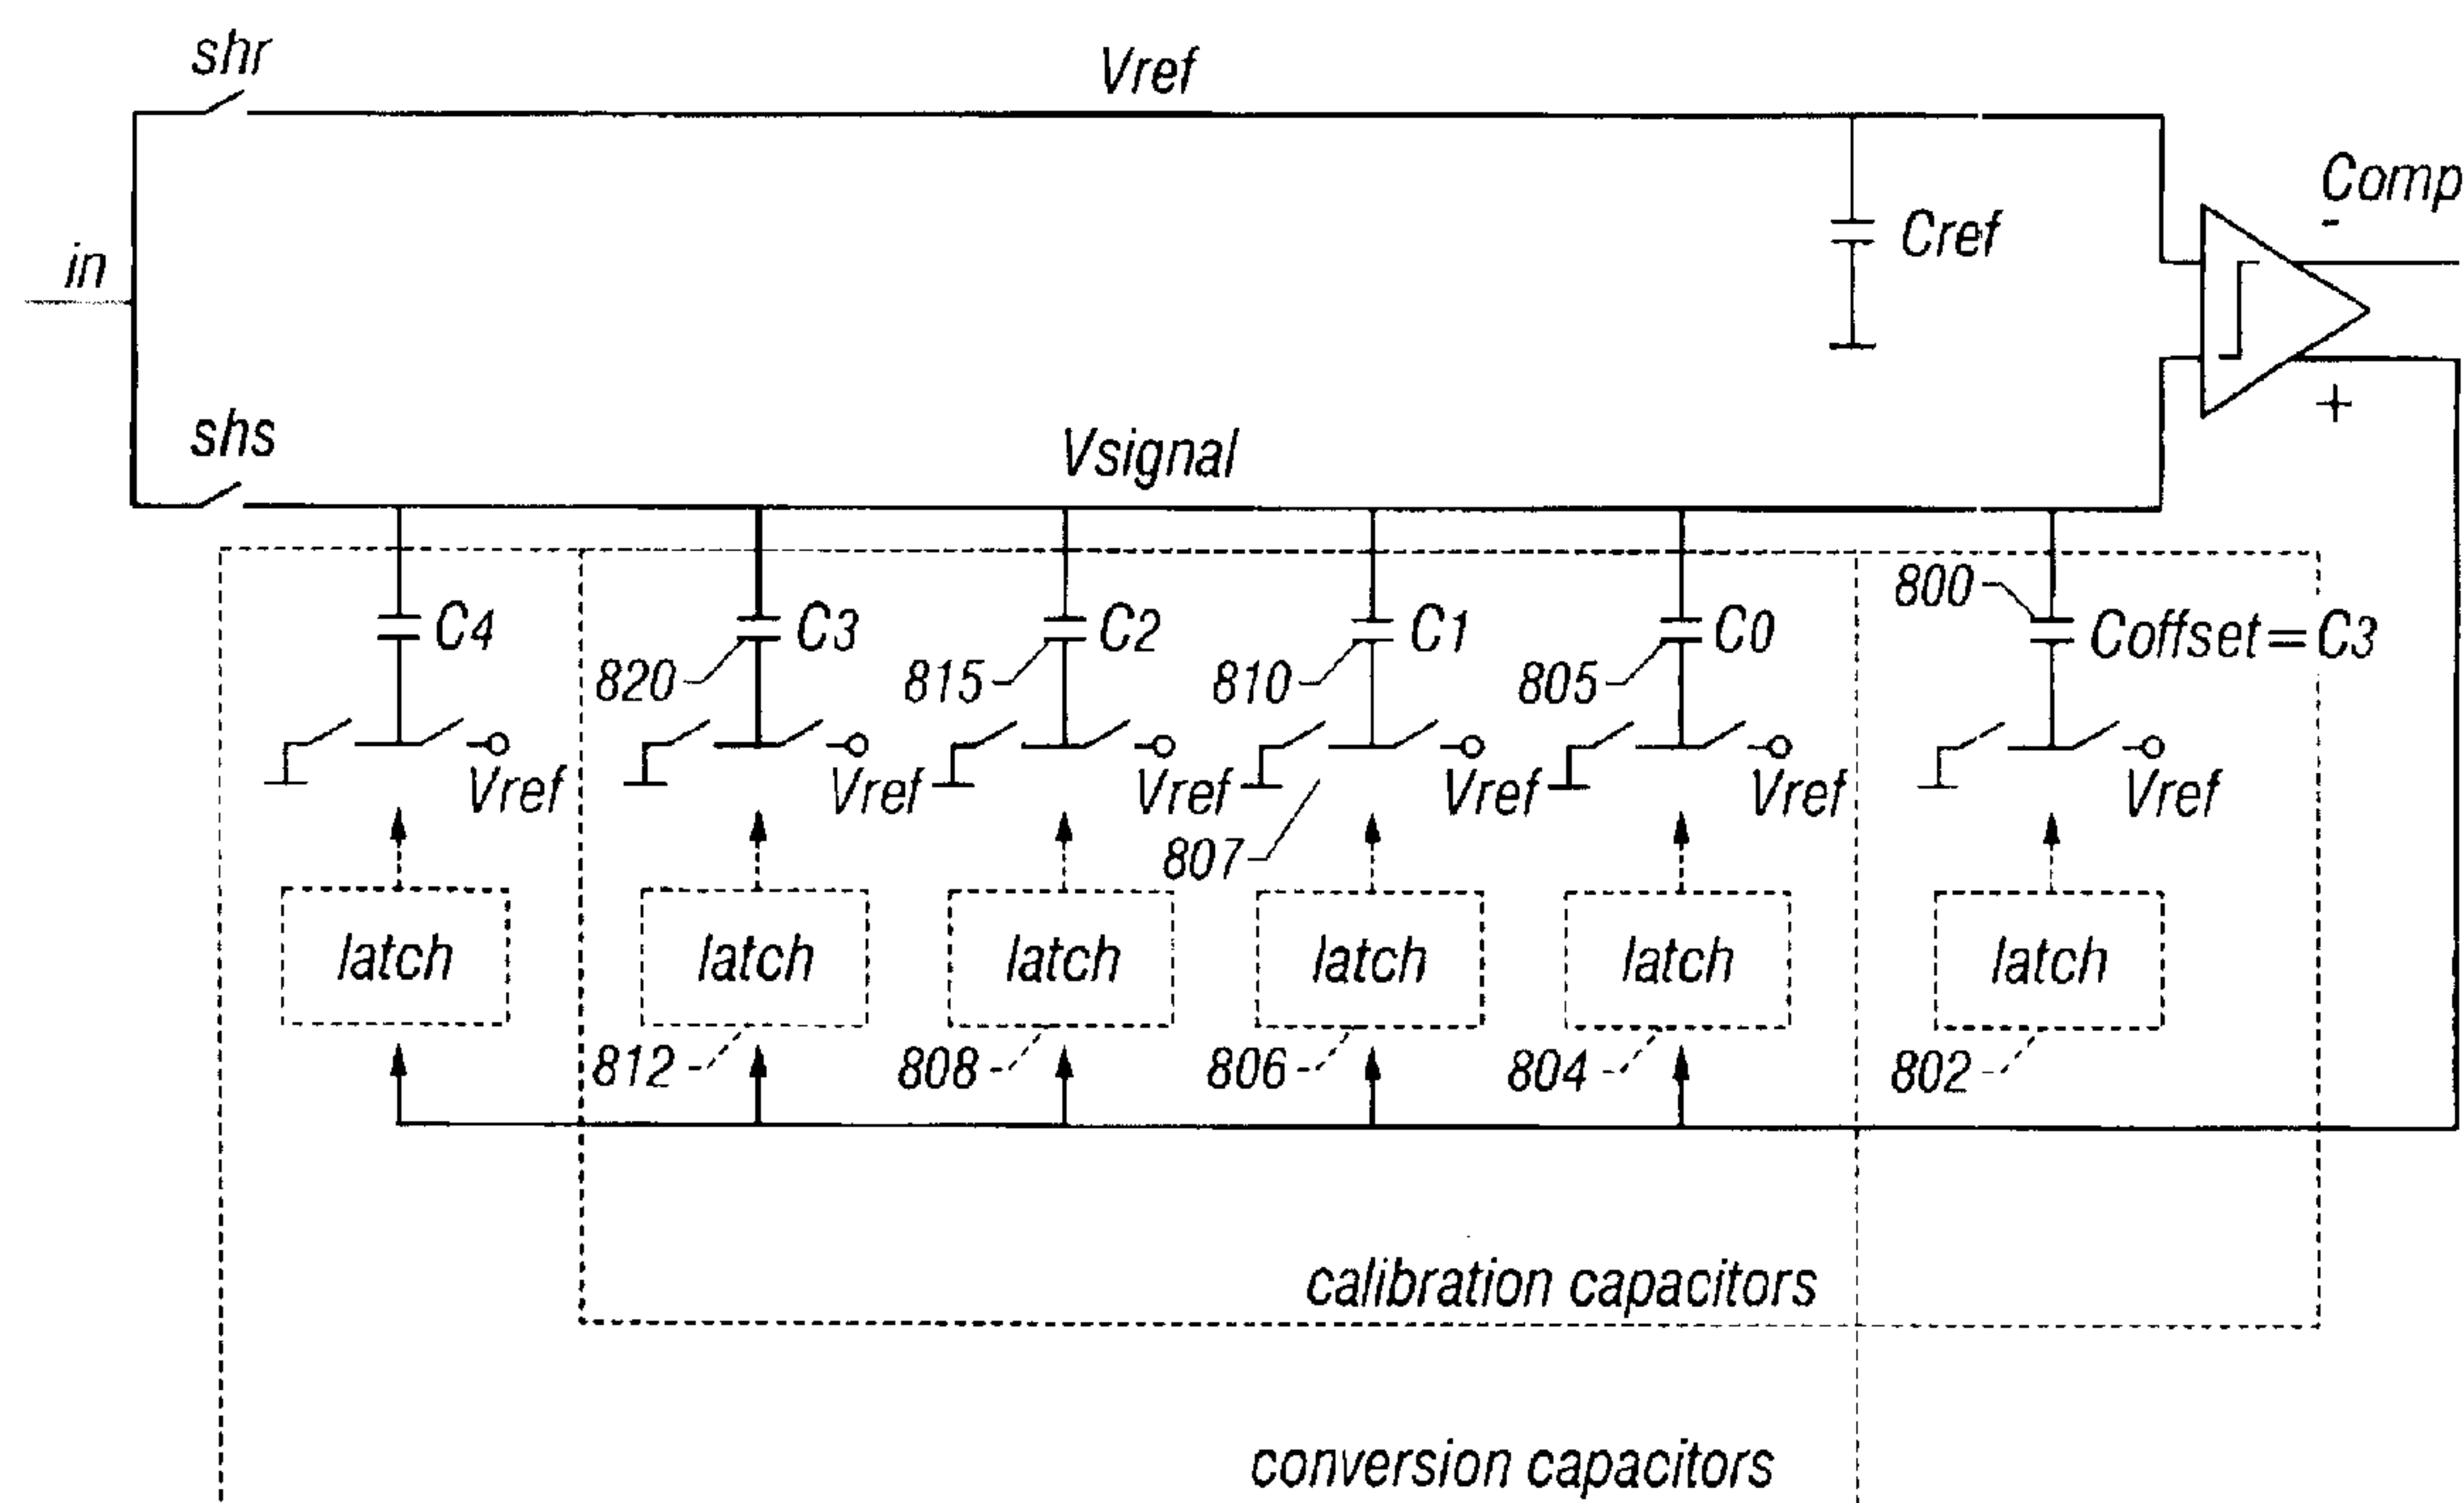 shr
Vref
Comp
-
in
Cref
+
shs
Vsignal
800
C4
C3
C2
C1
C0
Coffset=C3
820
815
810
805
Vref
Vref
Vref
Vref
Vref
Vref
807
latch
latch
latch
latch
latch
latch
812
808
806
804
802
calibration capacitors
conversion capacitors